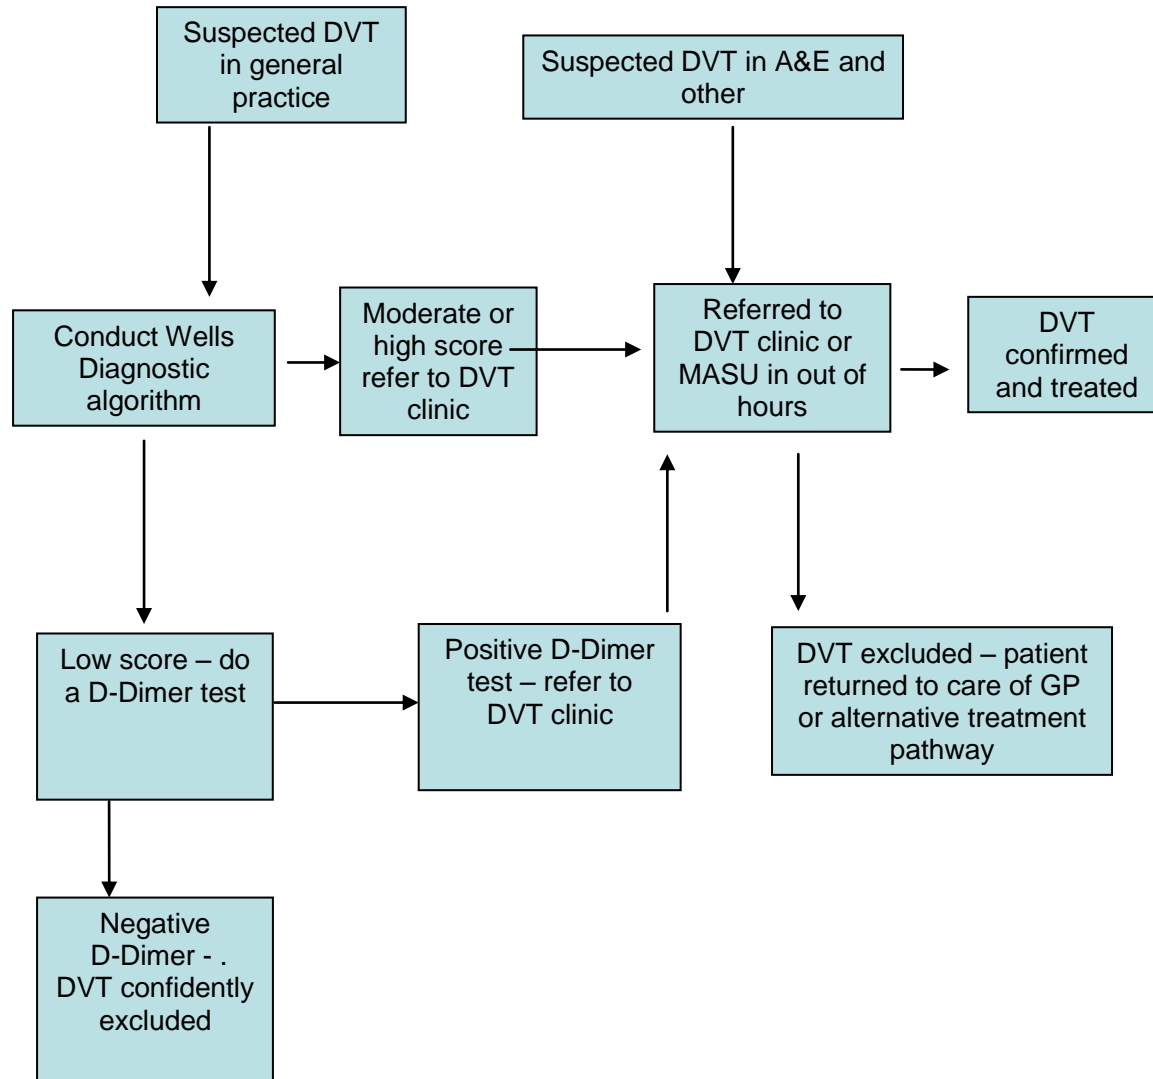 Suspected DVT
in general
practice
Suspected DVT in A&E and
other
Conduct Wells
Diagnostic
algorithm
Moderate or
high score
refer to DVT
clinic
Referred to
DVT clinic or
MASU in out of
hours
DVT
confirmed
and treated
Low score – do
a D-Dimer test
Positive D-Dimer
test – refer to
DVT clinic
DVT excluded – patient
returned to care of GP
or alternative treatment
pathway
Negative
D-Dimer - .
DVT confidently
excluded